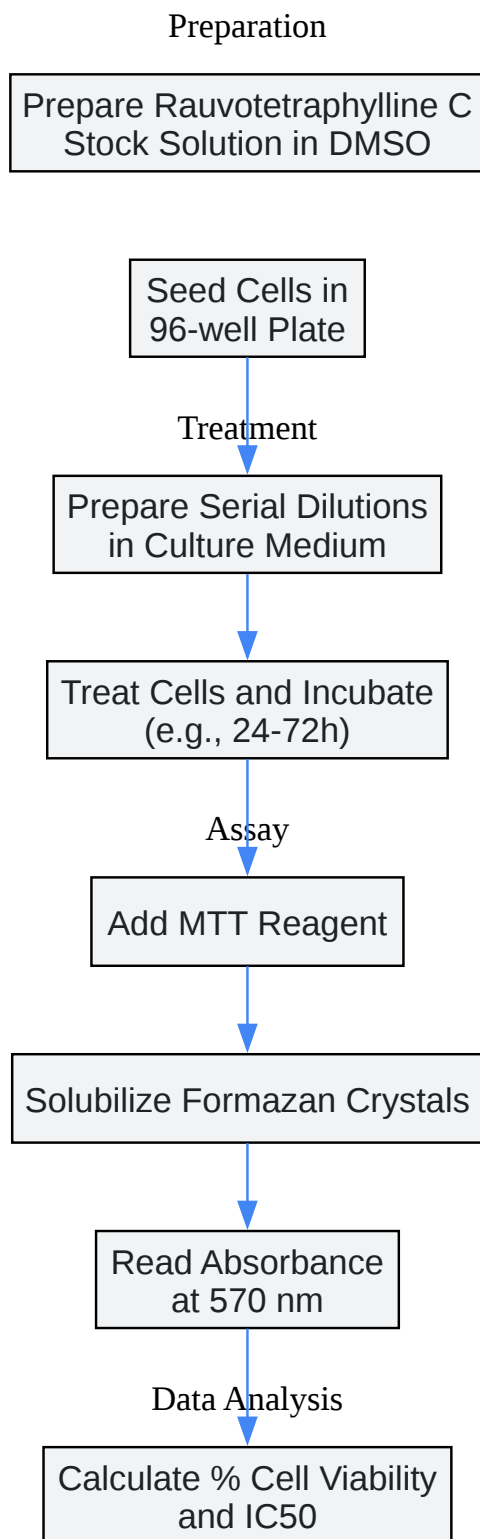 Preparation
Prepare Rauvotetraphylline C
Stock Solution in DMSO
Seed Cells in
96-well Plate
Treatment
Prepare Serial Dilutions
in Culture Medium
Treat Cells and Incubate
(e.g., 24-72h)
Assay
Add MTT Reagent
Solubilize Formazan Crystals
Read Absorbance
at 570 nm
Data Analysis
Calculate % Cell Viability
and IC50